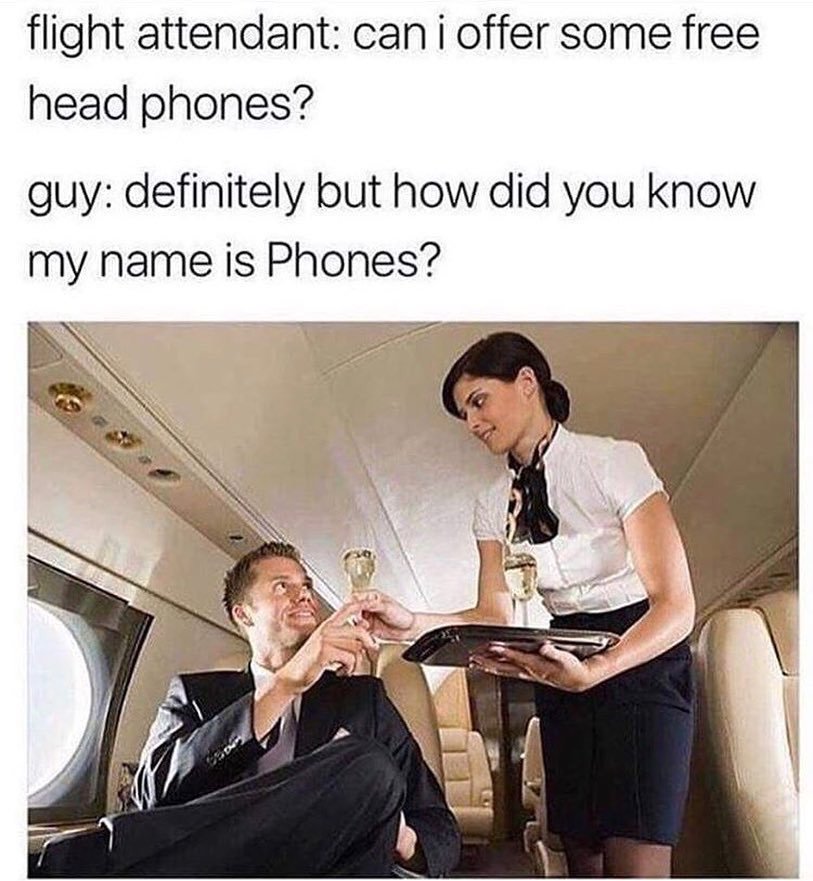 flight attendant: can i offer some free
head phones?
guy: definitely but how did you know
my name is Phones?